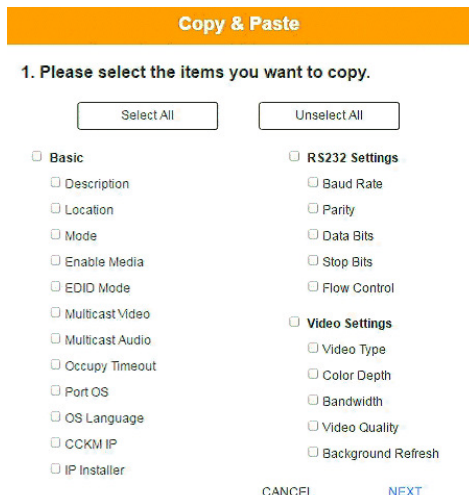 Copy & Paste
1. Please select the items you want to copy.
Select All
Unselect All
Basic
Description
Location
Mode
Enable Media
EDID Mode
Multicast Video
Multicast Audio
Occupy Timeout
Port OS
OS Language
CCKM IP
IP Installer
RS232 Settings
Baud Rate
Parity
Data Bits
Stop Bits
Flow Control
Video Settings
Video Type
Color Depth
Bandwidth
Video Quality
Background Refresh
CANCEL
NEXT